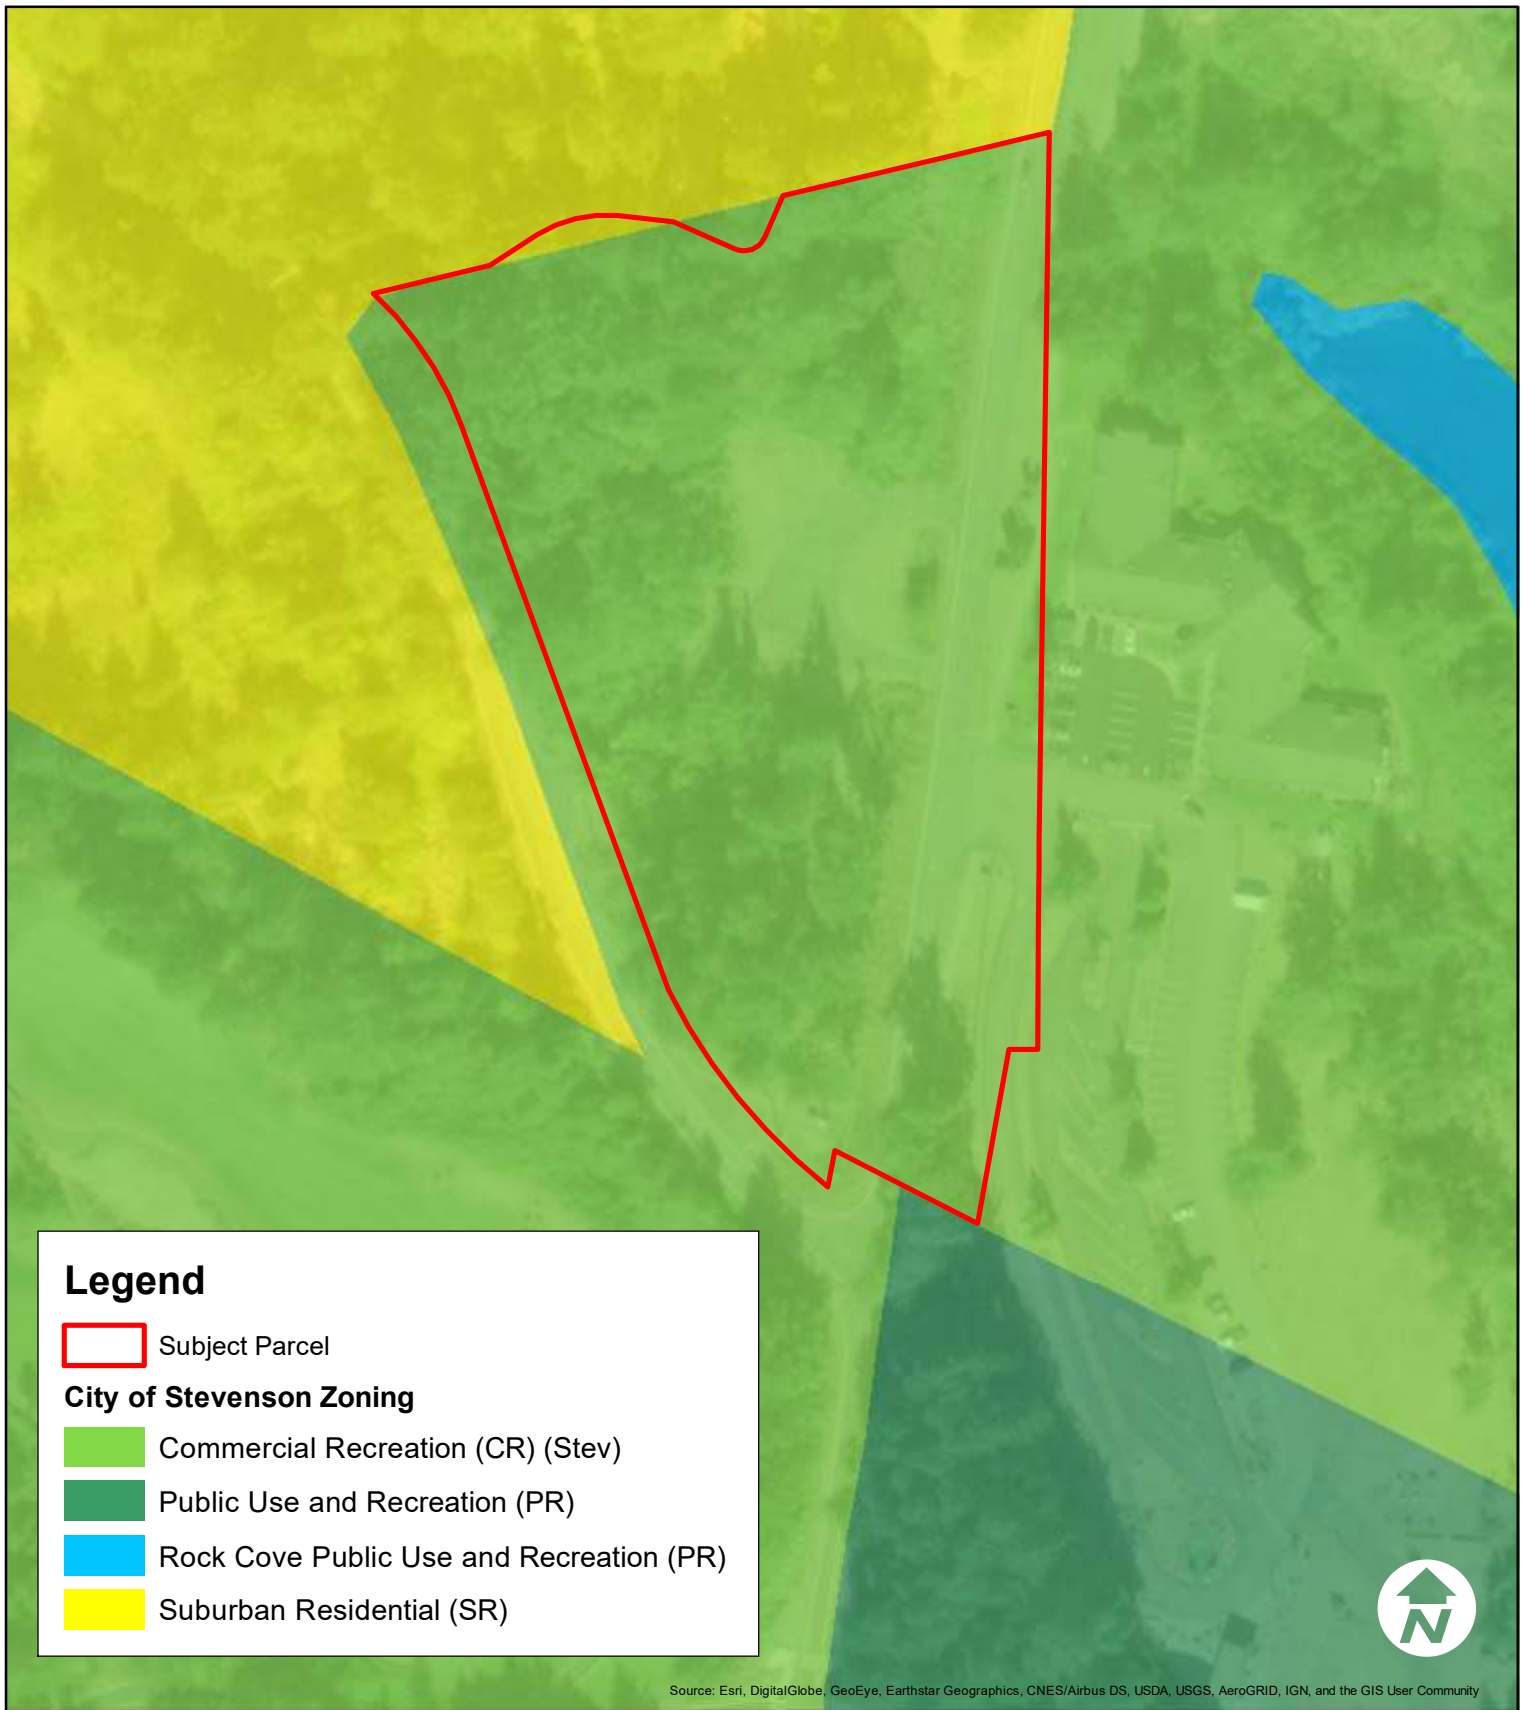 Legend
Subject Parcel
City of Stevenson Zoning
Commercial Recreation (CR) (Stev)
Public Use and Recreation (PR)
Rock Cove Public Use and Recreation (PR)
Suburban Residential (SR)
N
Source: Esri, DigitalGlobe, GeoEye, Earthstar Geographics, CNES/Airbus DS, USDA, USGS, AeroGRID, IGN, and the GIS User Community